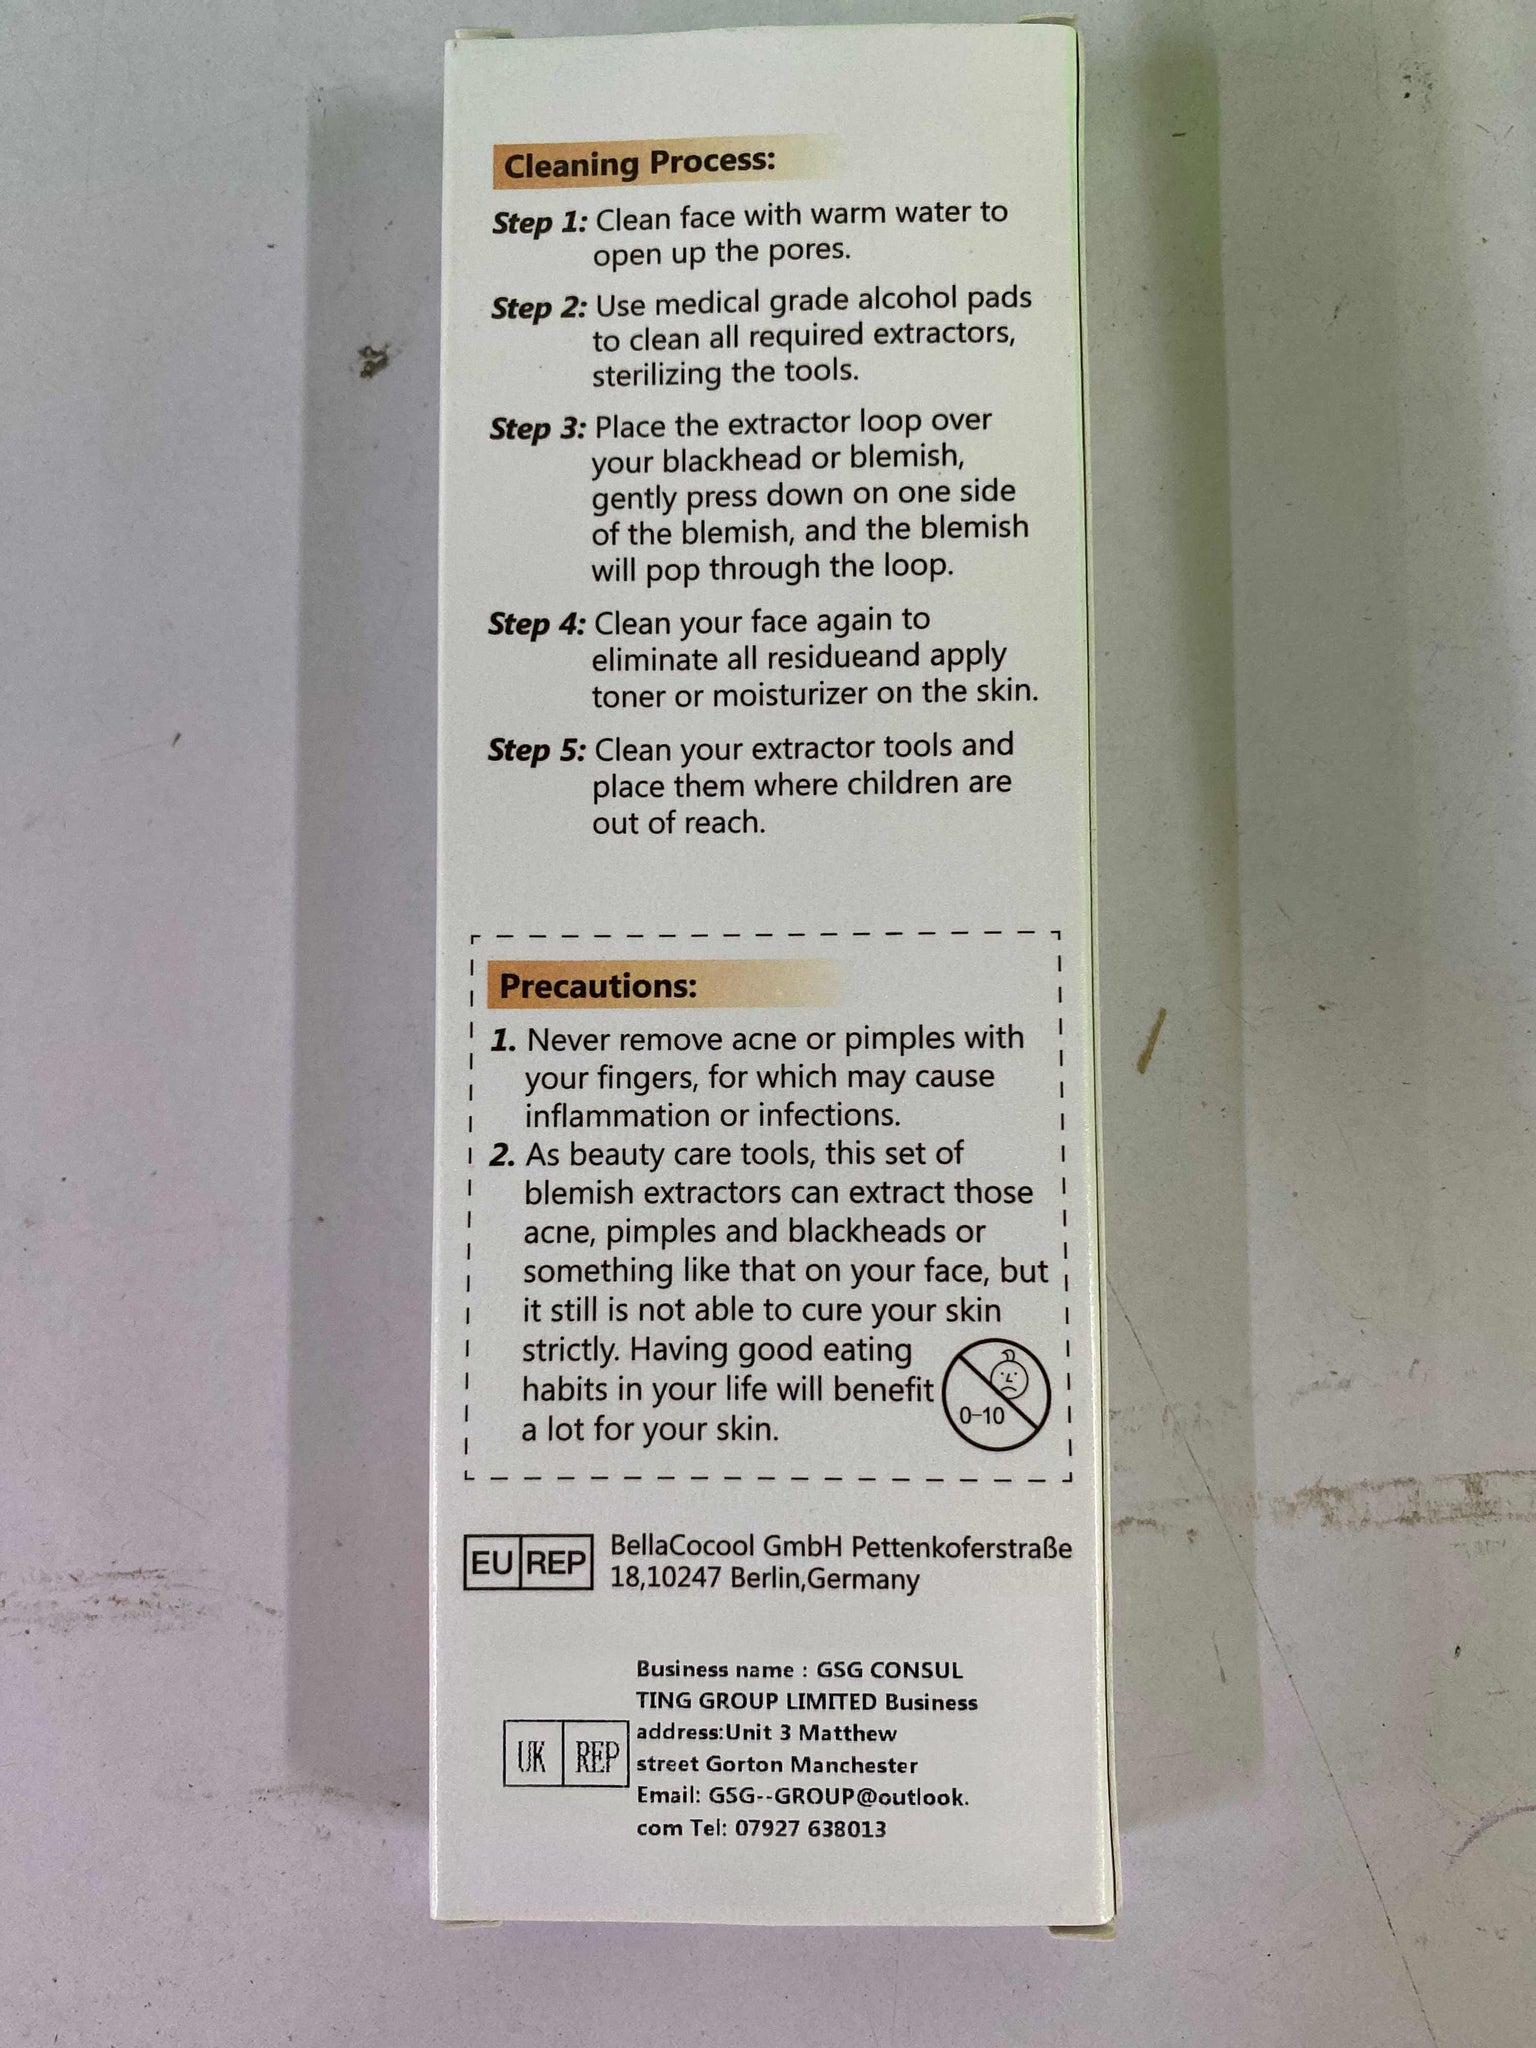 Cleaning Process:
Step 1: Clean face with warm water to
open up the pores.
Step 2: Use medical grade alcohol pads
to clean all required extractors,
sterilizing the tools.
Step 3: Place the extractor loop over
your blackhead or blemish,
gently press down on one side
of the blemish, and the blemish
will pop through the loop.
Step 4: Clean your face again to
eliminate all residueand apply
toner or moisturizer on the skin.
Step 5: Clean your extractor tools and
place them where children are
out of reach.
Precautions:
1. Never remove acne or pimples with
your fingers, for which may cause
inflammation or infections.
2. As beauty care tools, this set of
blemish extractors can extract those
acne, pimples and blackheads or
something like that on your face, but
it still is not able to cure your skin
strictly. Having good eating
habits in your life will benefit
a lot for your skin.
0-10
EU REP
BellaCocool GmbH Pettenkoferstraße
18,10247 Berlin,Germany
UK REP
Business name : GSG CONSUL
TING GROUP LIMITED Business
address:Unit 3 Matthew
street Gorton Manchester
Email: GSG--GROUP@outlook.
com Tel: 07927 638013